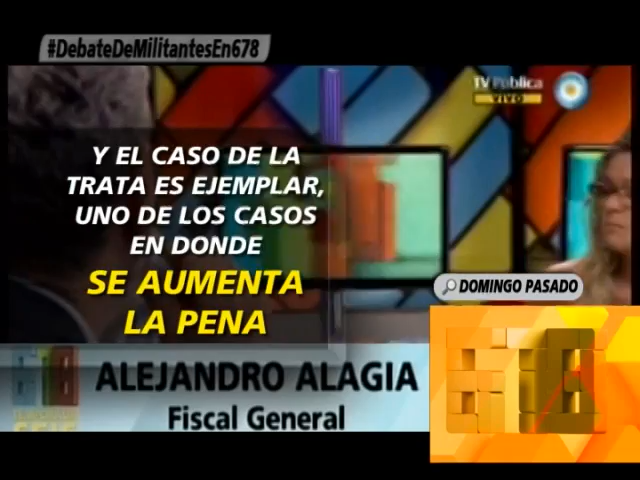 #DebateDeMilitantesEn678
TV Pública
VIVO
Y EL CASO DE LA
TRATA ES EJEMPLAR,
UNO DE LOS CASOS
EN DONDE
SE AUMENTA
LA PENA
DOMINGO PASADO
ALEJANDRO ALAGIA
Fiscal General
678